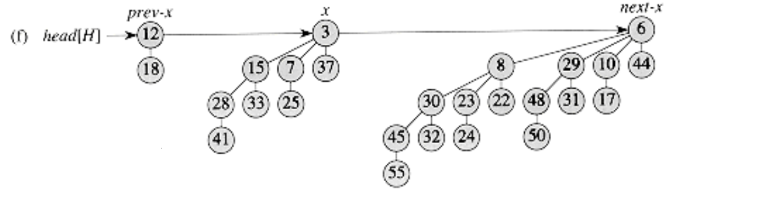 prev-x x next-x
(f) head[H] 12 3 6
18 15 7 37 8 29 10 44
28 33 25 30 23 22 48 31 17
41 45 32 24 50
55